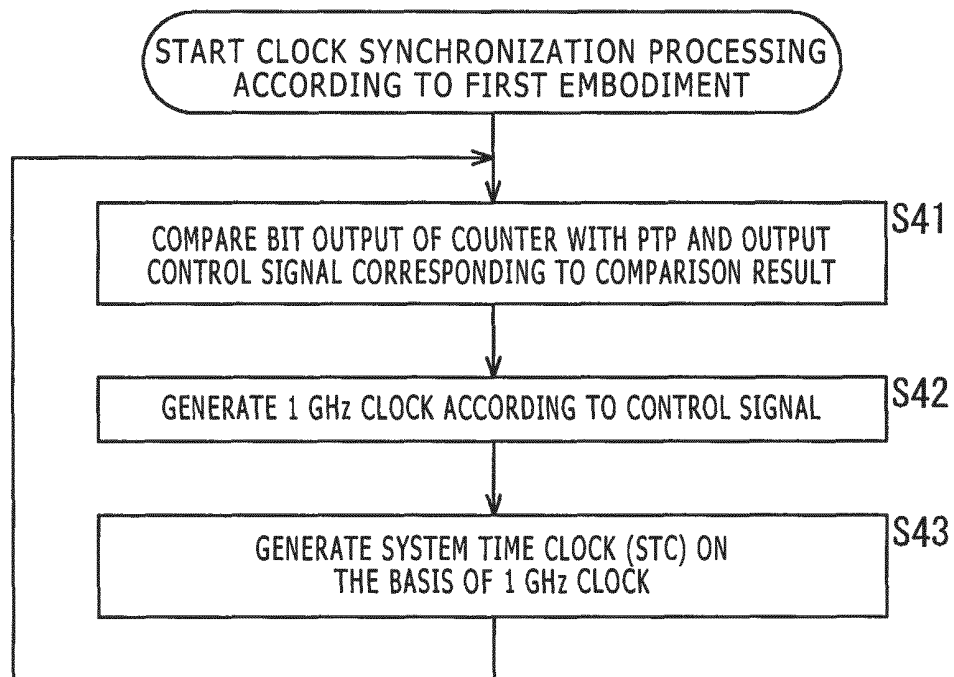 START CLOCK SYNCHRONIZATION PROCESSING
ACCORDING TO FIRST EMBODIMENT
S41
COMPARE BIT OUTPUT OF COUNTER WITH PTP AND OUTPUT
CONTROL SIGNAL CORRESPONDING TO COMPARISON RESULT
S42
GENERATE 1 GHz CLOCK ACCORDING TO CONTROL SIGNAL
S43
GENERATE SYSTEM TIME CLOCK (STC) ON
THE BASIS OF 1 GHz CLOCK